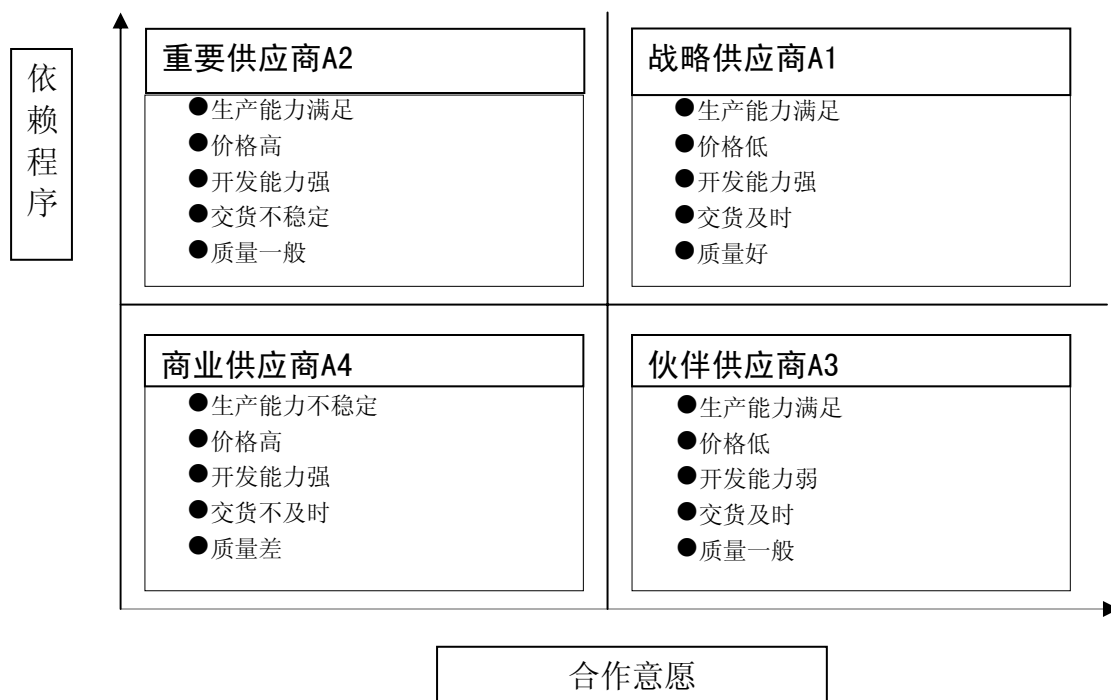 依
赖
程
序
重要供应商A2
●生产能力满足
●价格高
●开发能力强
●交货不稳定
●质量一般
战略供应商A1
●生产能力满足
●价格低
●开发能力强
●交货及时
●质量好
商业供应商A4
●生产能力不稳定
●价格高
●开发能力强
●交货不及时
●质量差
伙伴供应商A3
●生产能力满足
●价格低
●开发能力弱
●交货及时
●质量一般
合作意愿